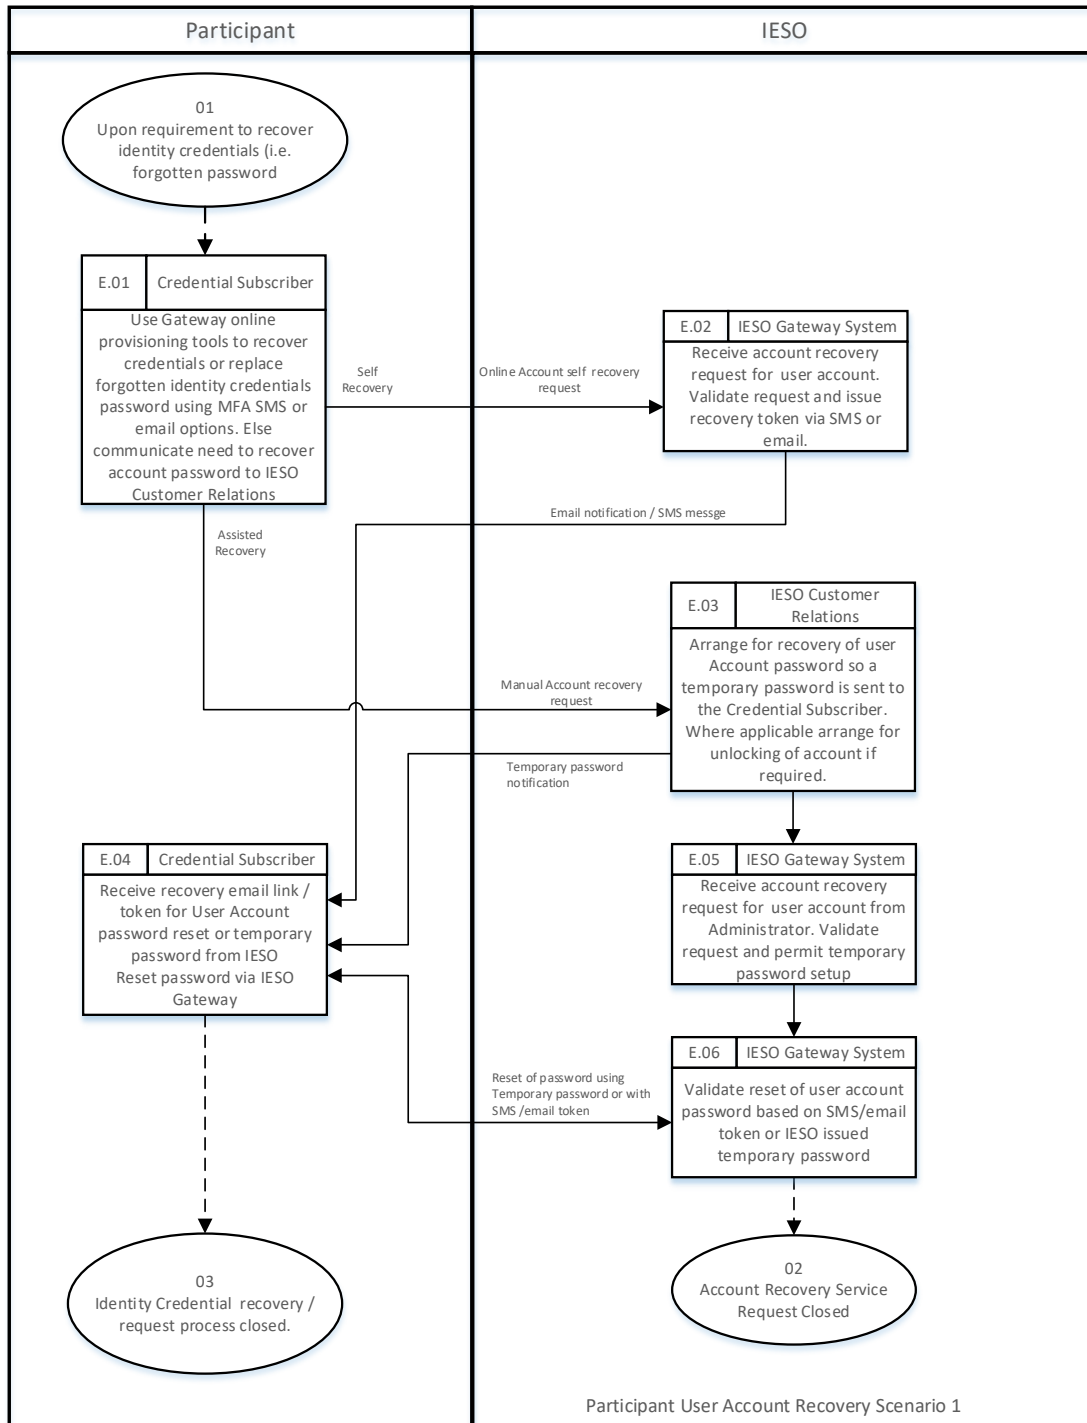 Participant
IESO
01
Upon requirement to recover
identity credentials (i.e.
forgotten password
E.01
Credential Subscriber
Use Gateway online
provisioning tools to recover
credentials or replace
forgotten identity credentials
password using MFA SMS or
email options. Else
communicate need to recover
account password to IESO
Customer Relations
Self
Recovery
Online Account self recovery
request
E.02
IESO Gateway System
Receive account recovery
request for user account.
Validate request and issue
recovery token via SMS or
email.
Email notification / SMS messge
Assisted
Recovery
E.03
IESO Customer
Relations
Arrange for recovery of user
Account password so a
temporary password is sent to
the Credential Subscriber.
Where applicable arrange for
unlocking of account if
required.
Manual Account recovery
request
Temporary password
notification
E.04
Credential Subscriber
Receive recovery email link /
token for User Account
password reset or temporary
password from IESO
Reset password via IESO
Gateway
E.05
IESO Gateway System
Receive account recovery
request for user account from
Administrator. Validate
request and permit temporary
password setup
E.06
IESO Gateway System
Validate reset of user account
password based on SMS/email
token or IESO issued
temporary password
Reset of password using
Temporary password or with
SMS /email token
03
Identity Credential recovery /
request process closed.
02
Account Recovery Service
Request Closed
Participant User Account Recovery Scenario 1